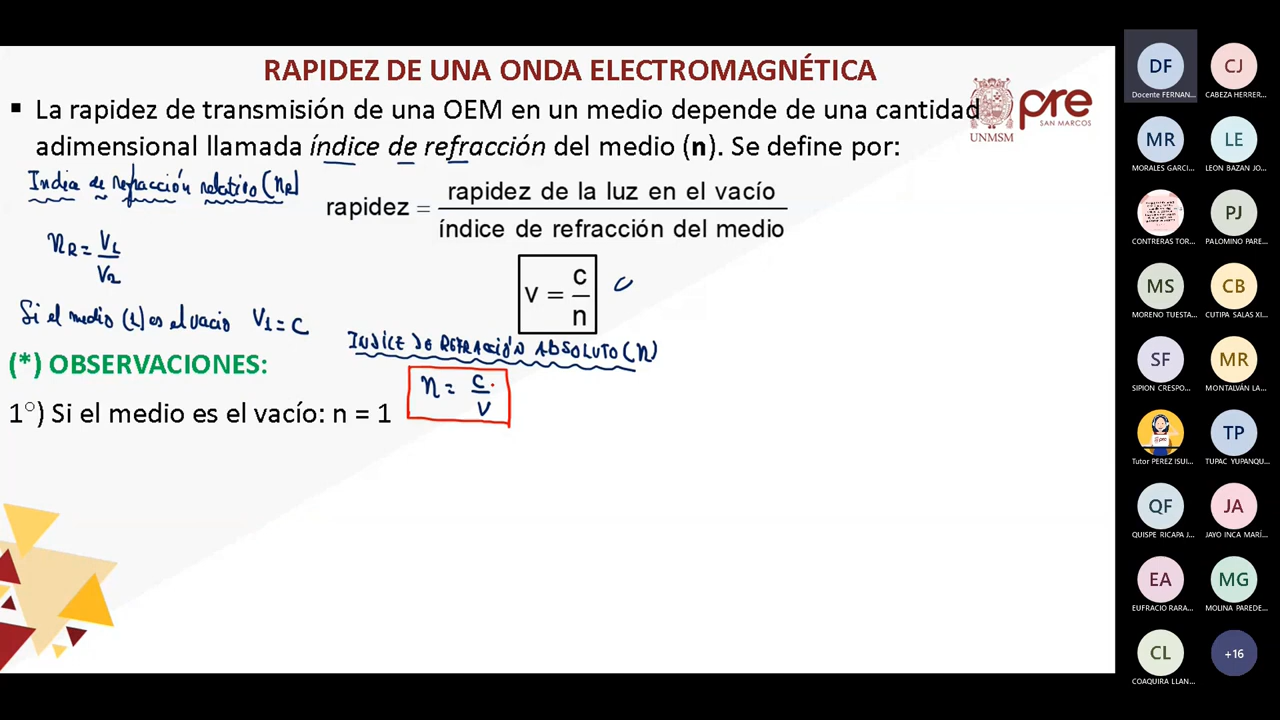 RAPIDEZ DE UNA ONDA ELECTROMAGNÉTICA
▪ La rapidez de transmisión de una OEM en un medio depende de una cantidad
adimensional llamada índice de refracción del medio (n). Se define por:
UNMSM
pre
SAN MARCOS
Indice de refracción relativo (nR)
rapidez = rapidez de la luz en el vacío / índice de refracción del medio
nR = V1 / V2
v = c / n
c
Si el medio (1) es el vacio V1 = c
INDICE DE REFRACCIÓN ABSOLUTO (n)
(*) OBSERVACIONES:
n = c / v
1°) Si el medio es el vacío: n = 1
DF
Docente FERNAN...
CJ
CABEZA HERRER...
MR
MORALES GARCI...
LE
LEON BAZAN JO...
CONTRERAS TOR...
PJ
PALOMINO PARE...
MS
MORENO TUESTA...
CB
CUTIPA SALAS XI...
SF
SIPION CRESPO...
MR
MONTALVÁN LA...
Tutor PEREZ ISUI...
TP
TUPAC YUPANQU...
QF
QUISPE RICAPA J...
JA
JAYO INCA MARÍ...
EA
EUFRACIO RARA...
MG
MOLINA PAREDE...
CL
COAQUIRA LLAN...
+16